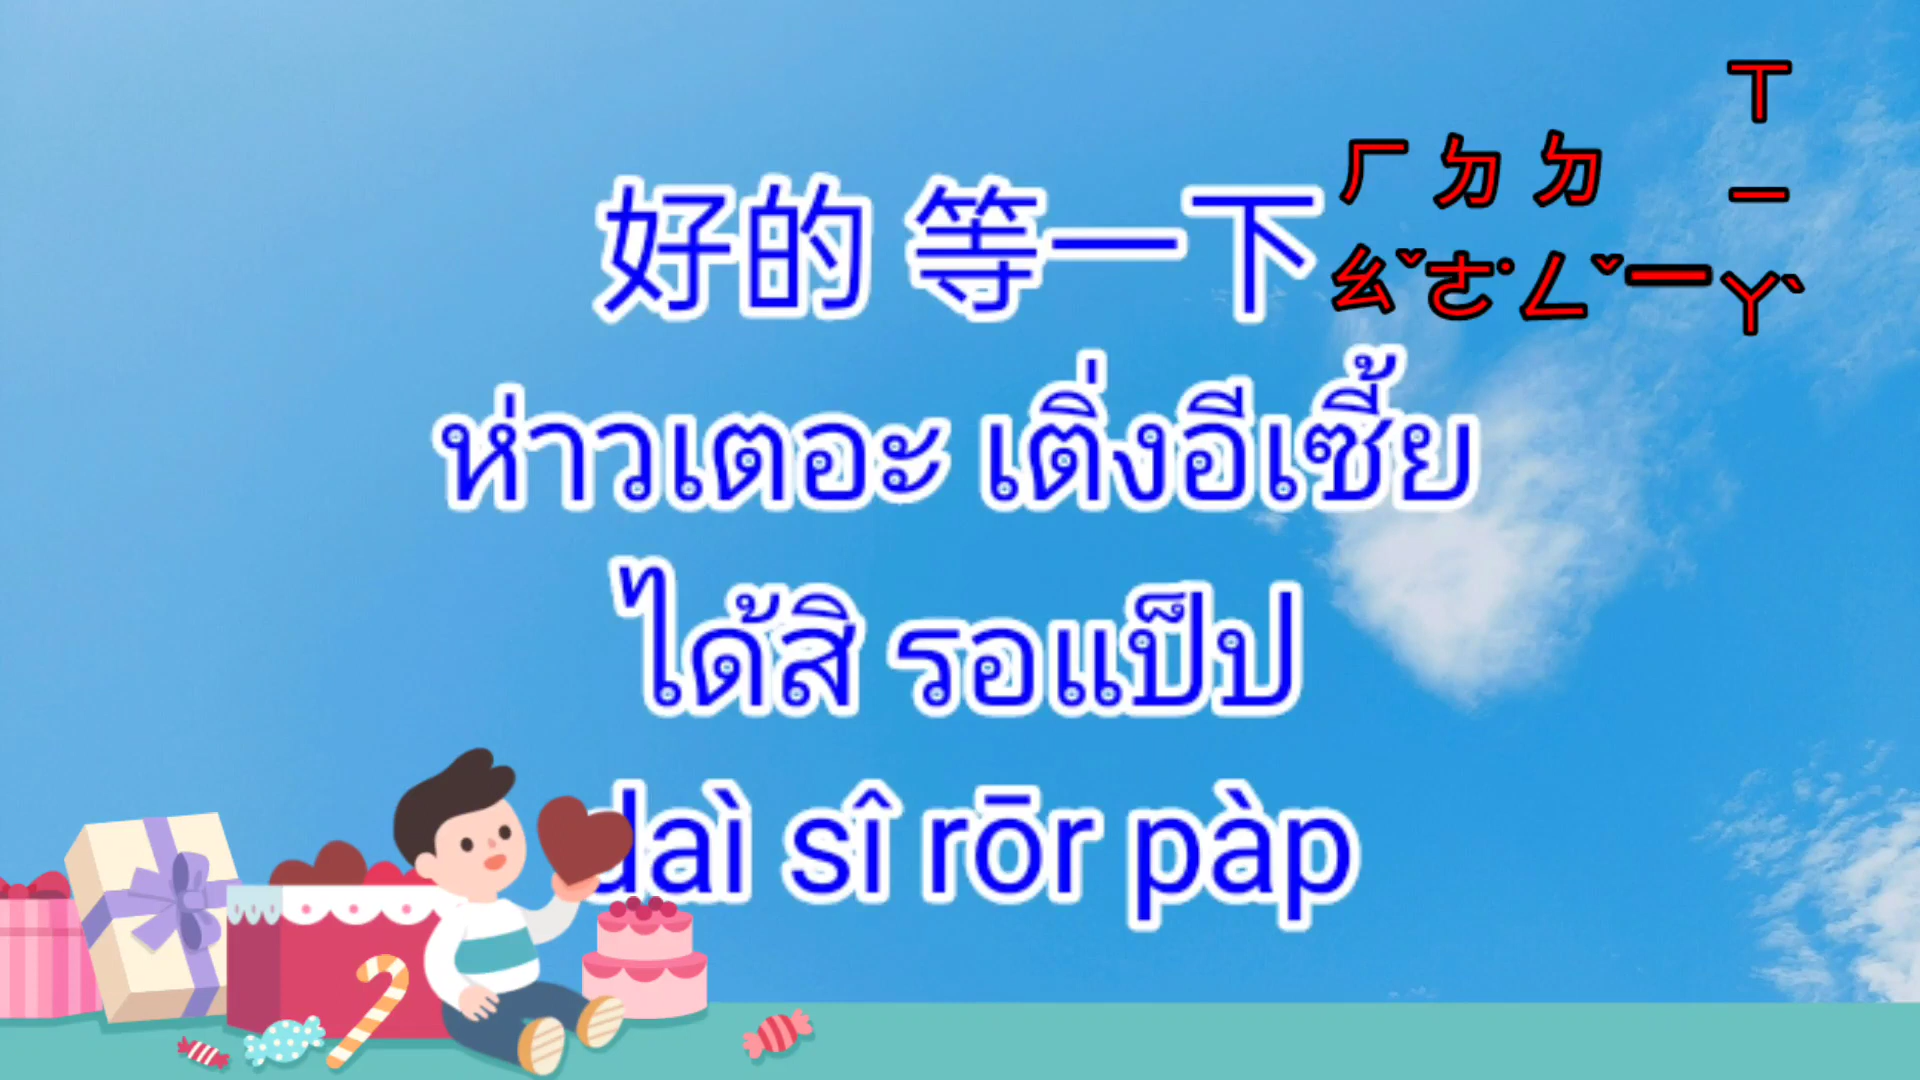 好的 等一下
ㄏㄠˇ ㄉㄜ˙ ㄉㄥˇ ㄧ ㄒㄧㄚˋ
ห่าวเตอะ เติ่งอีเซี้ย
ได้สิ รอแป็ป
daì sî rōr pàp